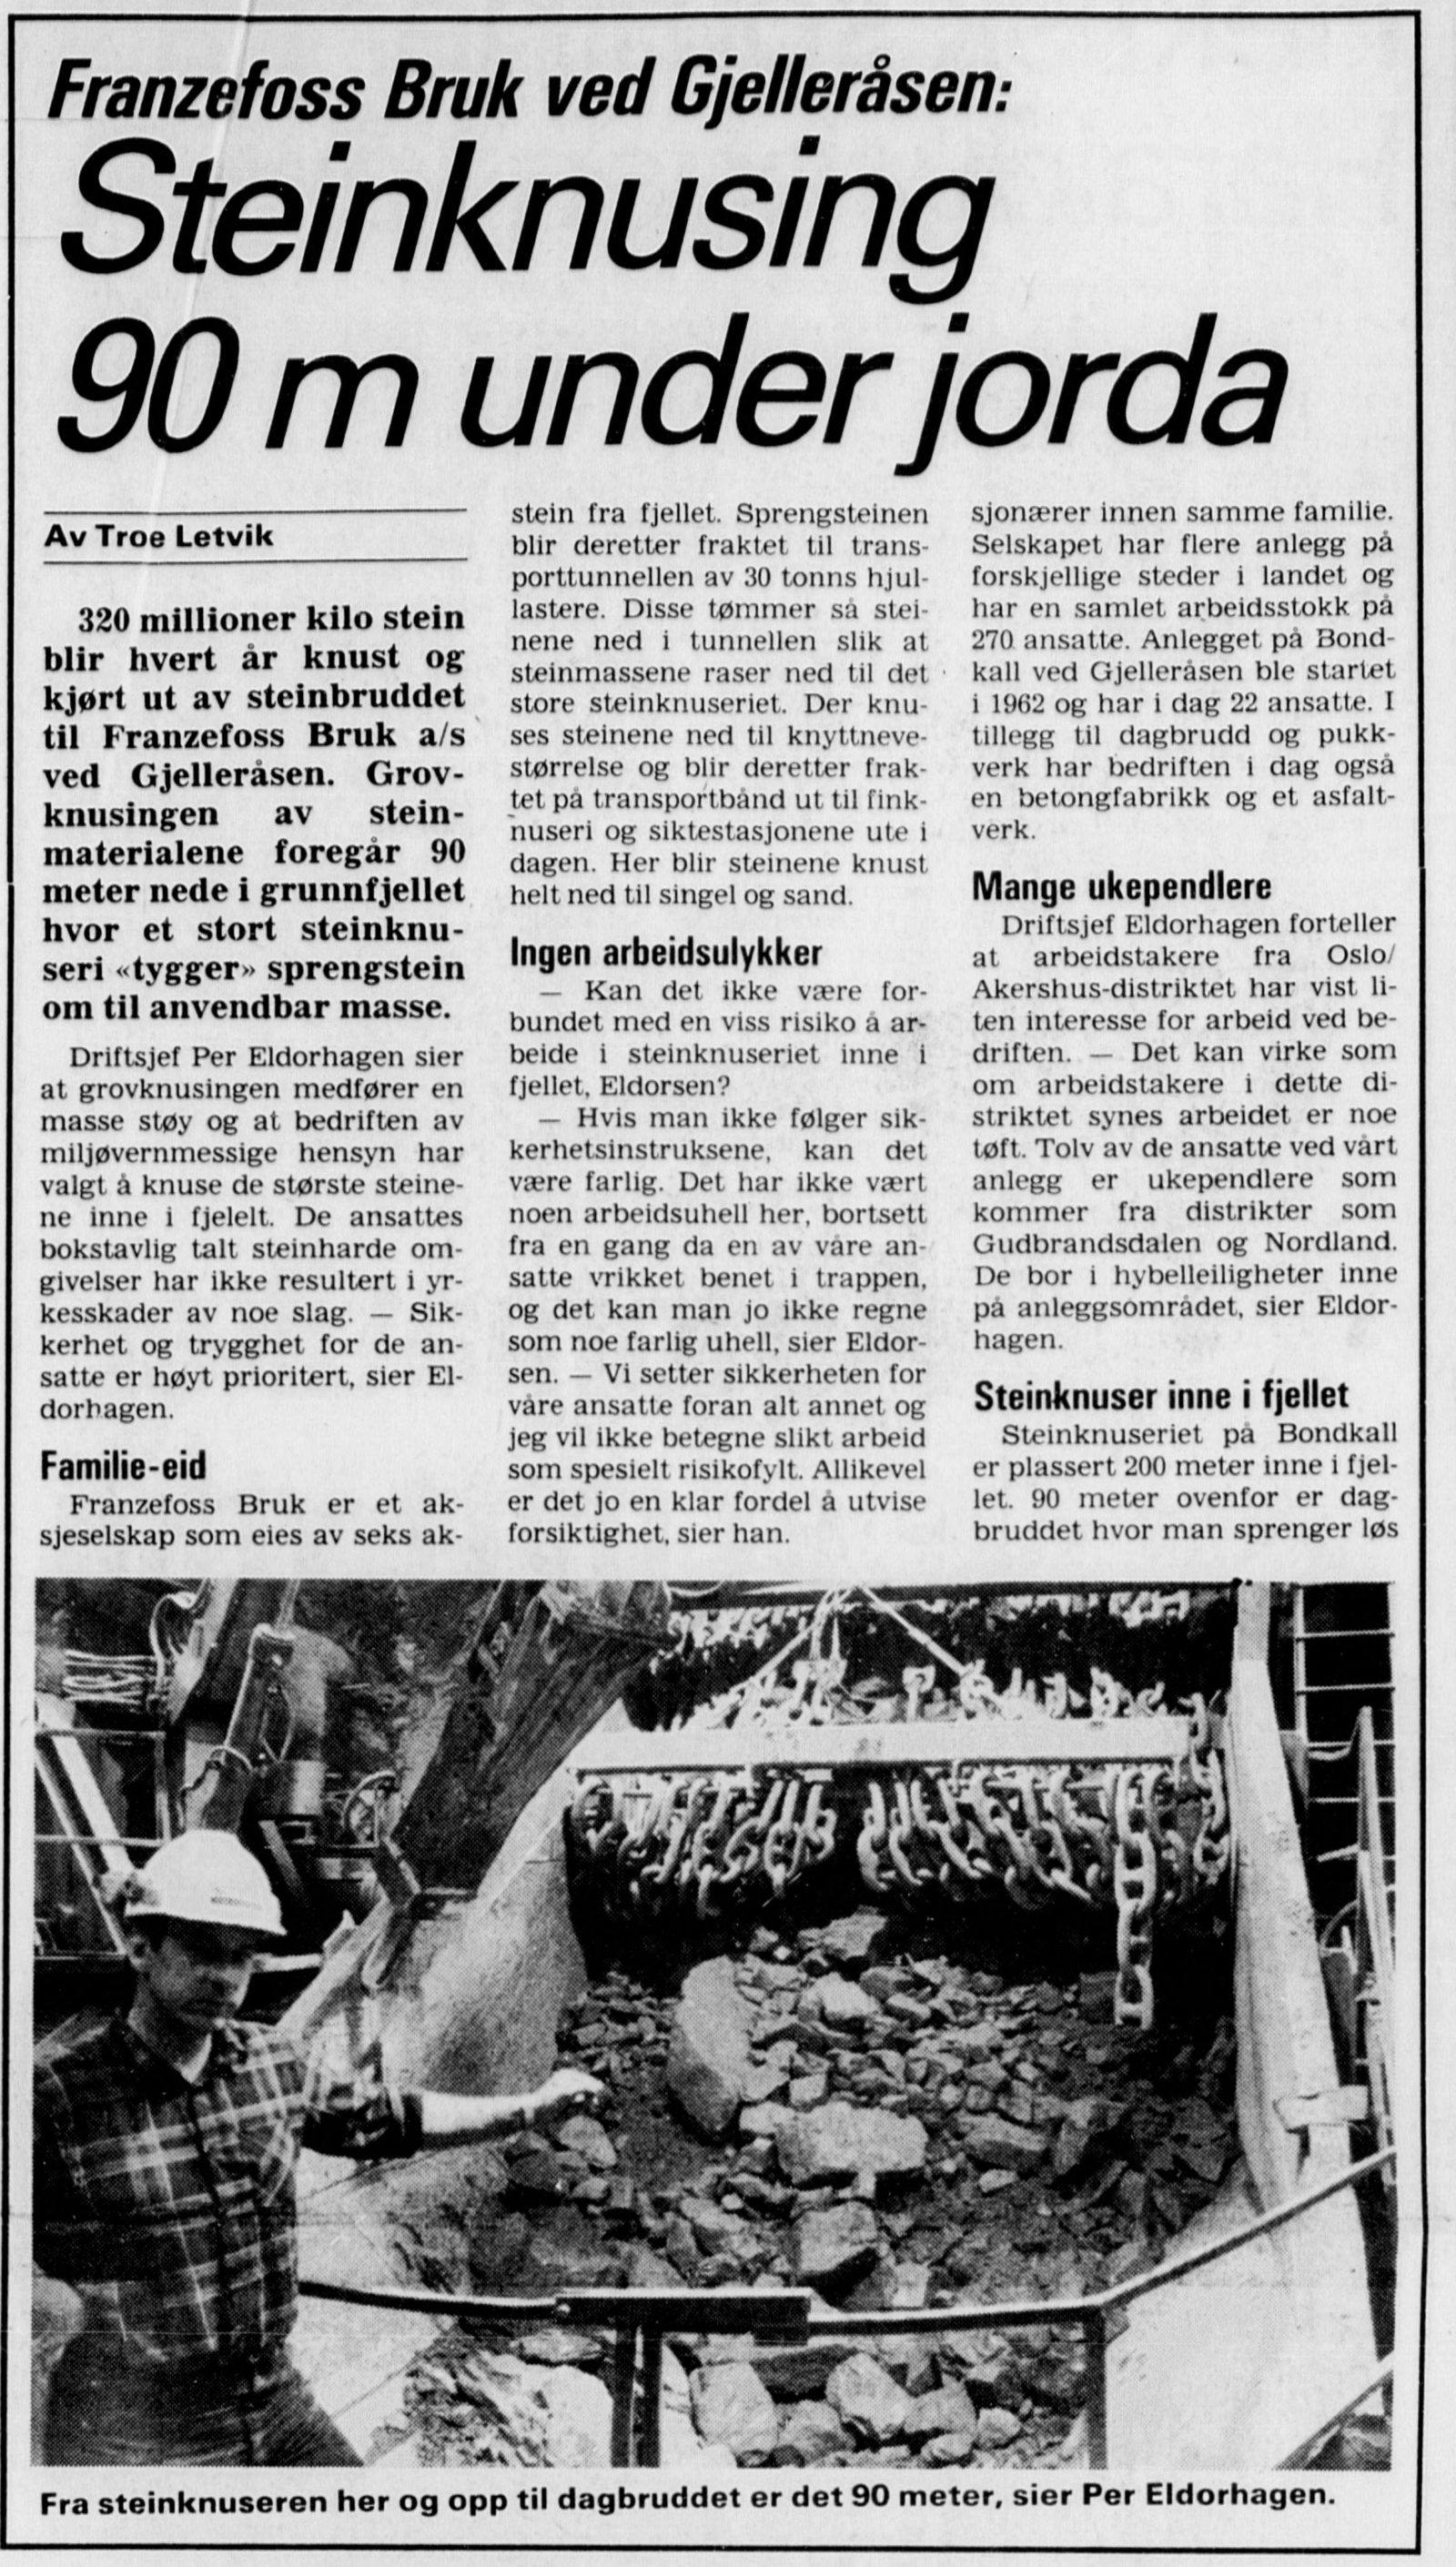 Franzefoss Bruk ved Gjelleråsen:
Steinknusing
90 m under jorda
Av Troe Letvik
320 millioner kilo stein
blir hvert år knust og
kjørt ut av steinbruddet
til Franzefoss Bruk a/s
ved Gjelleråsen. Grov-
knusingen av stein-
materialene foregår 90
meter nede i grunnfjellet
hvor et stort steinknu-
seri «tygger» sprengstein
om til anvendbar masse.
Driftsjef Per Eldorhagen sier
at grovknusingen medfører en
masse støy og at bedriften av
miljøvernmessige hensyn har
valgt å knuse de største steine-
ne inne i fjelelt. De ansattes
bokstavlig talt steinharde om-
givelser har ikke resultert i yr-
kesskader av noe slag. — Sik-
kerhet og trygghet for de an-
satte er høyt prioritert, sier El-
dorhagen.
Familie-eid
Franzefoss Bruk er et ak-
sjeselskap som eies av seks ak-
stein fra fjellet. Sprengsteinen
blir deretter fraktet til trans-
porttunnellen av 30 tonns hjul-
lastere. Disse tømmer så stei-
nene ned i tunnellen slik at
steinmassene raser ned til det
store steinknuseriet. Der knu-
ses steinene ned til knyttneve-
størrelse og blir deretter frak-
tet på transportbånd ut til fink-
nuseri og siktestasjonene ute i
dagen. Her blir steinene knust
helt ned til singel og sand.
Ingen arbeidsulykker
— Kan det ikke være for-
bundet med en viss risiko å ar-
beide i steinknuseriet inne i
fjellet, Eldorsen?
— Hvis man ikke følger sik-
kerhetsinstruksene, kan det
være farlig. Det har ikke vært
noen arbeidsuhell her, bortsett
fra en gang da en av våre an-
satte vrikket benet i trappen,
og det kan man jo ikke regne
som noe farlig uhell, sier Eldor-
sen. — Vi setter sikkerheten for
våre ansatte foran alt annet og
jeg vil ikke betegne slikt arbeid
som spesielt risikofylt. Allikevel
er det jo en klar fordel å utvise
forsiktighet, sier han.
sjonærer innen samme familie.
Selskapet har flere anlegg på
forskjellige steder i landet og
har en samlet arbeidsstokk på
270 ansatte. Anlegget på Bond-
kall ved Gjelleråsen ble startet
i 1962 og har i dag 22 ansatte. I
tillegg til dagbrudd og pukk-
verk har bedriften i dag også
en betongfabrikk og et asfalt-
verk.
Mange ukependlere
Driftsjef Eldorhagen forteller
at arbeidstakere fra Oslo/
Akershus-distriktet har vist li-
ten interesse for arbeid ved be-
driften. — Det kan virke som
om arbeidstakere i dette di-
striktet synes arbeidet er noe
tøft. Tolv av de ansatte ved vårt
anlegg er ukependlere som
kommer fra distrikter som
Gudbrandsdalen og Nordland.
De bor i hybelleiligheter inne
på anleggsområdet, sier Eldor-
hagen.
Steinknuser inne i fjellet
Steinknuseriet på Bondkall
er plassert 200 meter inne i fjel-
let. 90 meter ovenfor er dag-
bruddet hvor man sprenger løs
Fra steinknuseren her og opp til dagbruddet er det 90 meter, sier Per Eldorhagen.